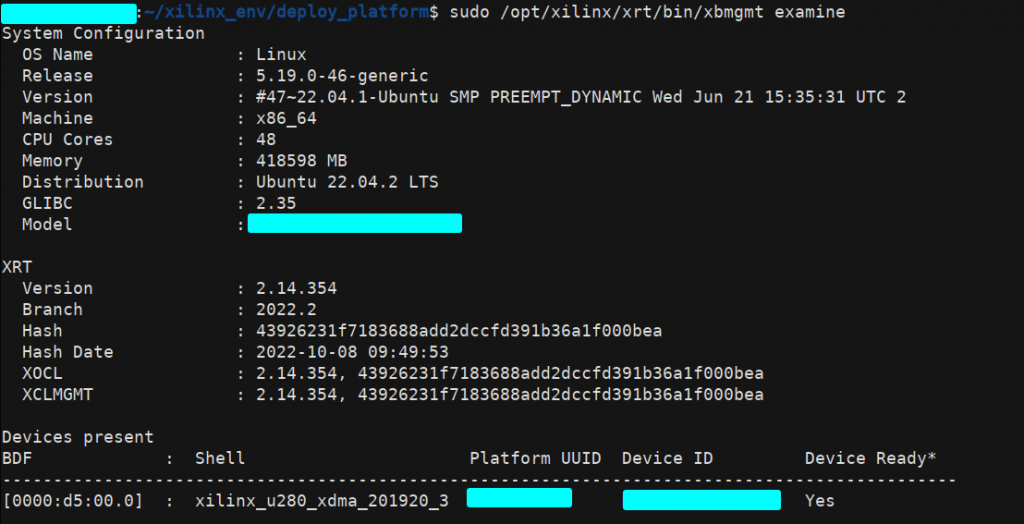 :~/xilinx_env/deploy_platform$ sudo /opt/xilinx/xrt/bin/xbmgmt examine
System Configuration
  OS Name              : Linux
  Release              : 5.19.0-46-generic
  Version              : #47~22.04.1-Ubuntu SMP PREEMPT_DYNAMIC Wed Jun 21 15:35:31 UTC 2
  Machine              : x86_64
  CPU Cores            : 48
  Memory               : 418598 MB
  Distribution         : Ubuntu 22.04.2 LTS
  GLIBC                : 2.35
  Model                :
XRT
  Version              : 2.14.354
  Branch               : 2022.2
  Hash                 : 43926231f7183688add2dccfd391b36a1f000bea
  Hash Date            : 2022-10-08 09:49:53
  XOCL                 : 2.14.354, 43926231f7183688add2dccfd391b36a1f000bea
  XCLMGMT              : 2.14.354, 43926231f7183688add2dccfd391b36a1f000bea
Devices present
BDF             :  Shell                      Platform UUID  Device ID         Device Ready*
-----------------------------------------------------------------------------------------------
[0000:d5:00.0]  :  xilinx_u280_xdma_201920_3                                   Yes